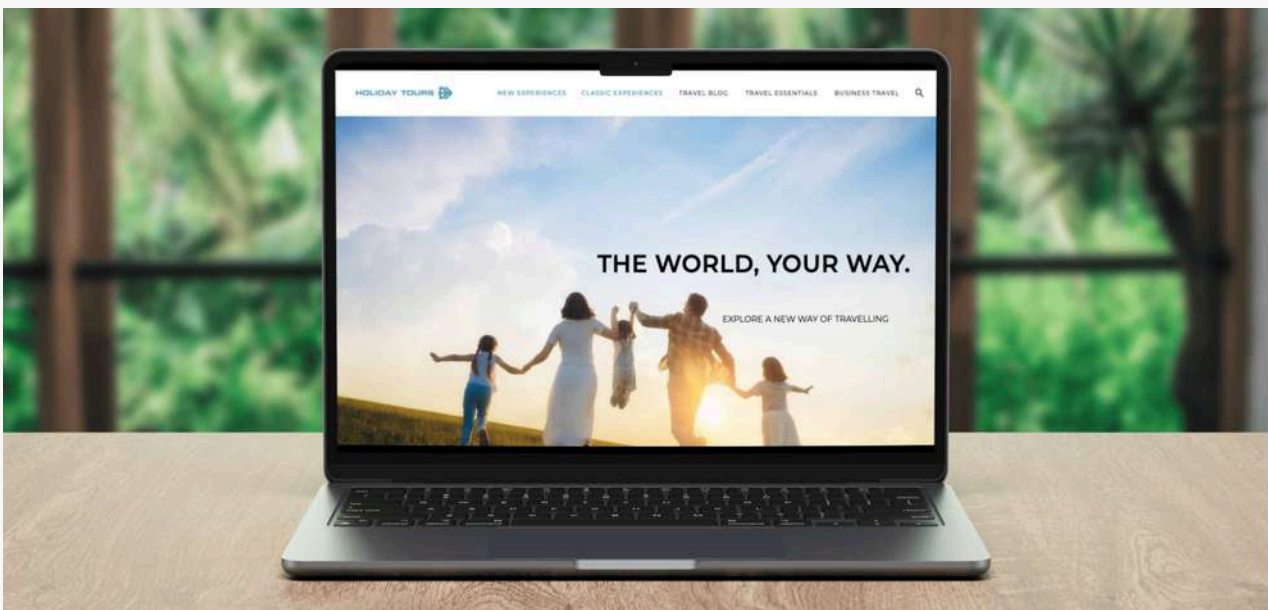 HOLIDAY TOURS
NEW EXPERIENCES CLASSIC EXPERIENCES TRAVEL BLOG TRAVEL ESSENTIALS BUSINESS TRAVEL
THE WORLD, YOUR WAY.
EXPLORE A NEW WAY OF TRAVELLING